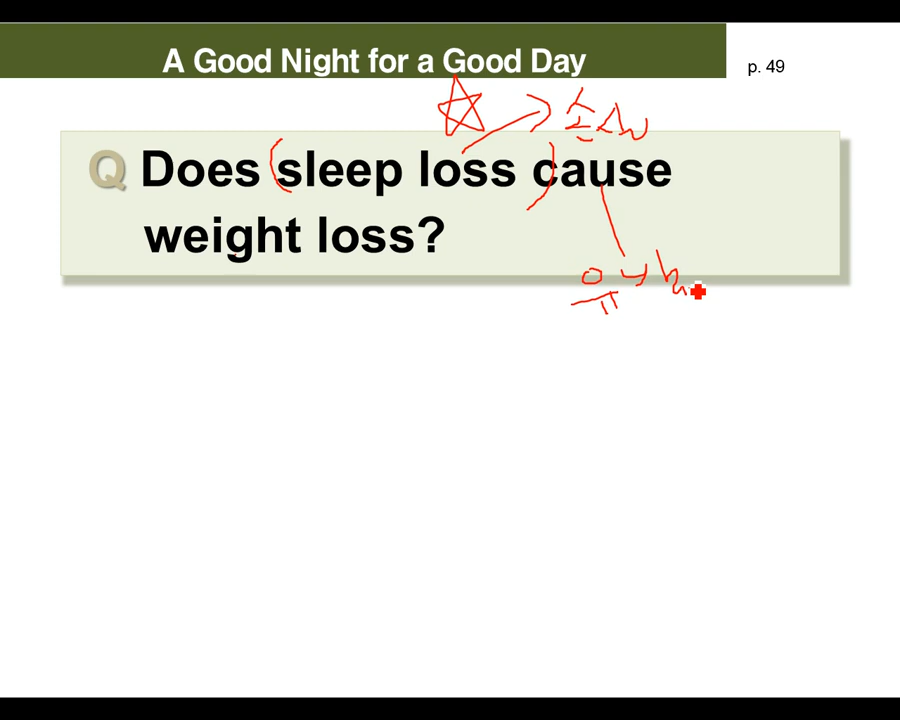 A Good Night for a Good Day
p. 49
Q Does sleep loss cause
weight loss?